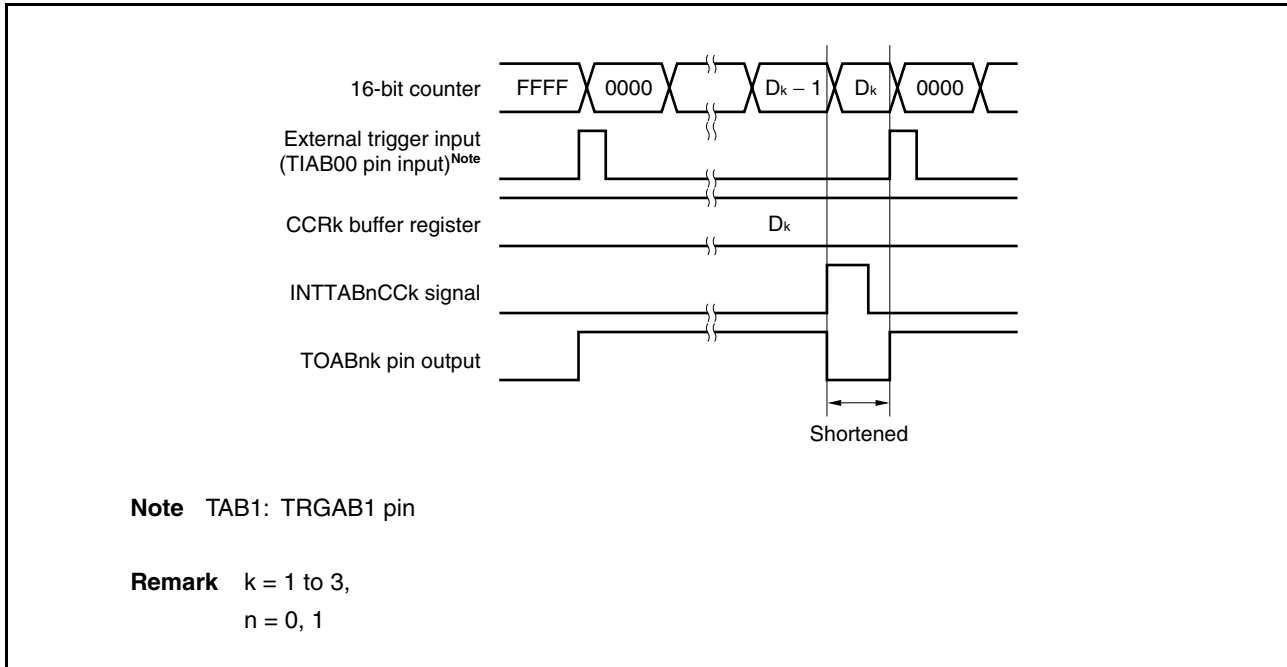 16-bit counter FFFF 0000 Dk – 1 Dk 0000
External trigger input
(TIAB00 pin input)Note
CCRk buffer register Dk
INTTABnCCk signal
TOABnk pin output
Shortened
Note TAB1: TRGAB1 pin
Remark k = 1 to 3,
n = 0, 1